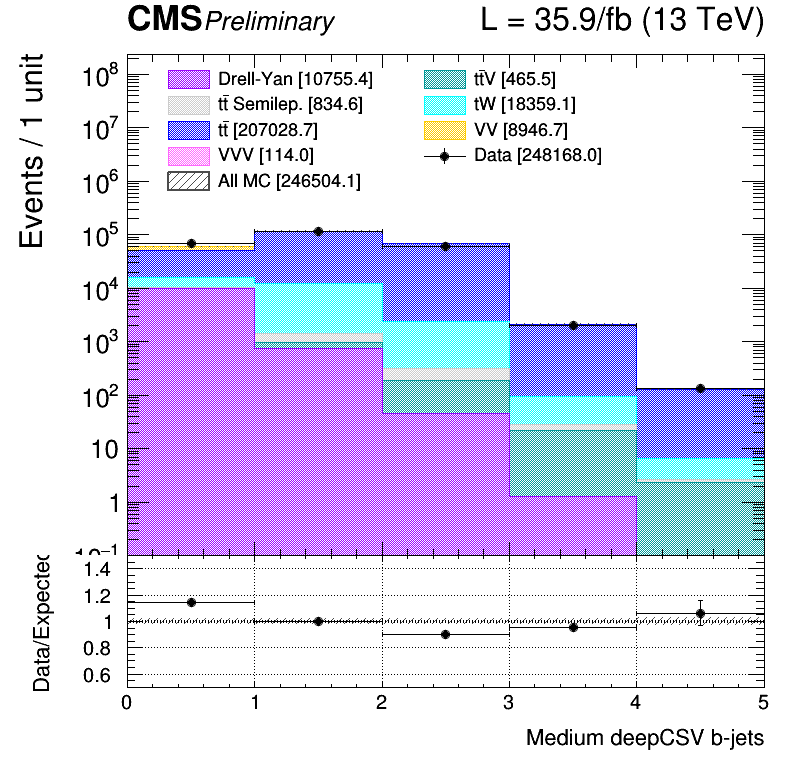 CMS Preliminary L = 35.9/fb (13 TeV)
Events / 1 unit
Drell-Yan [10755.4]
tt̄ Semilep. [834.6]
tt̄ [207028.7]
VVV [114.0]
All MC [246504.1]
tt̄V [465.5]
tW [18359.1]
VV [8946.7]
Data [248168.0]
10⁸
10⁷
10⁶
10⁵
10⁴
10³
10²
10
1
10⁻¹
Data/Expected
1.4
1.2
1
0.8
0.6
0 1 2 3 4 5
Medium deepCSV b-jets